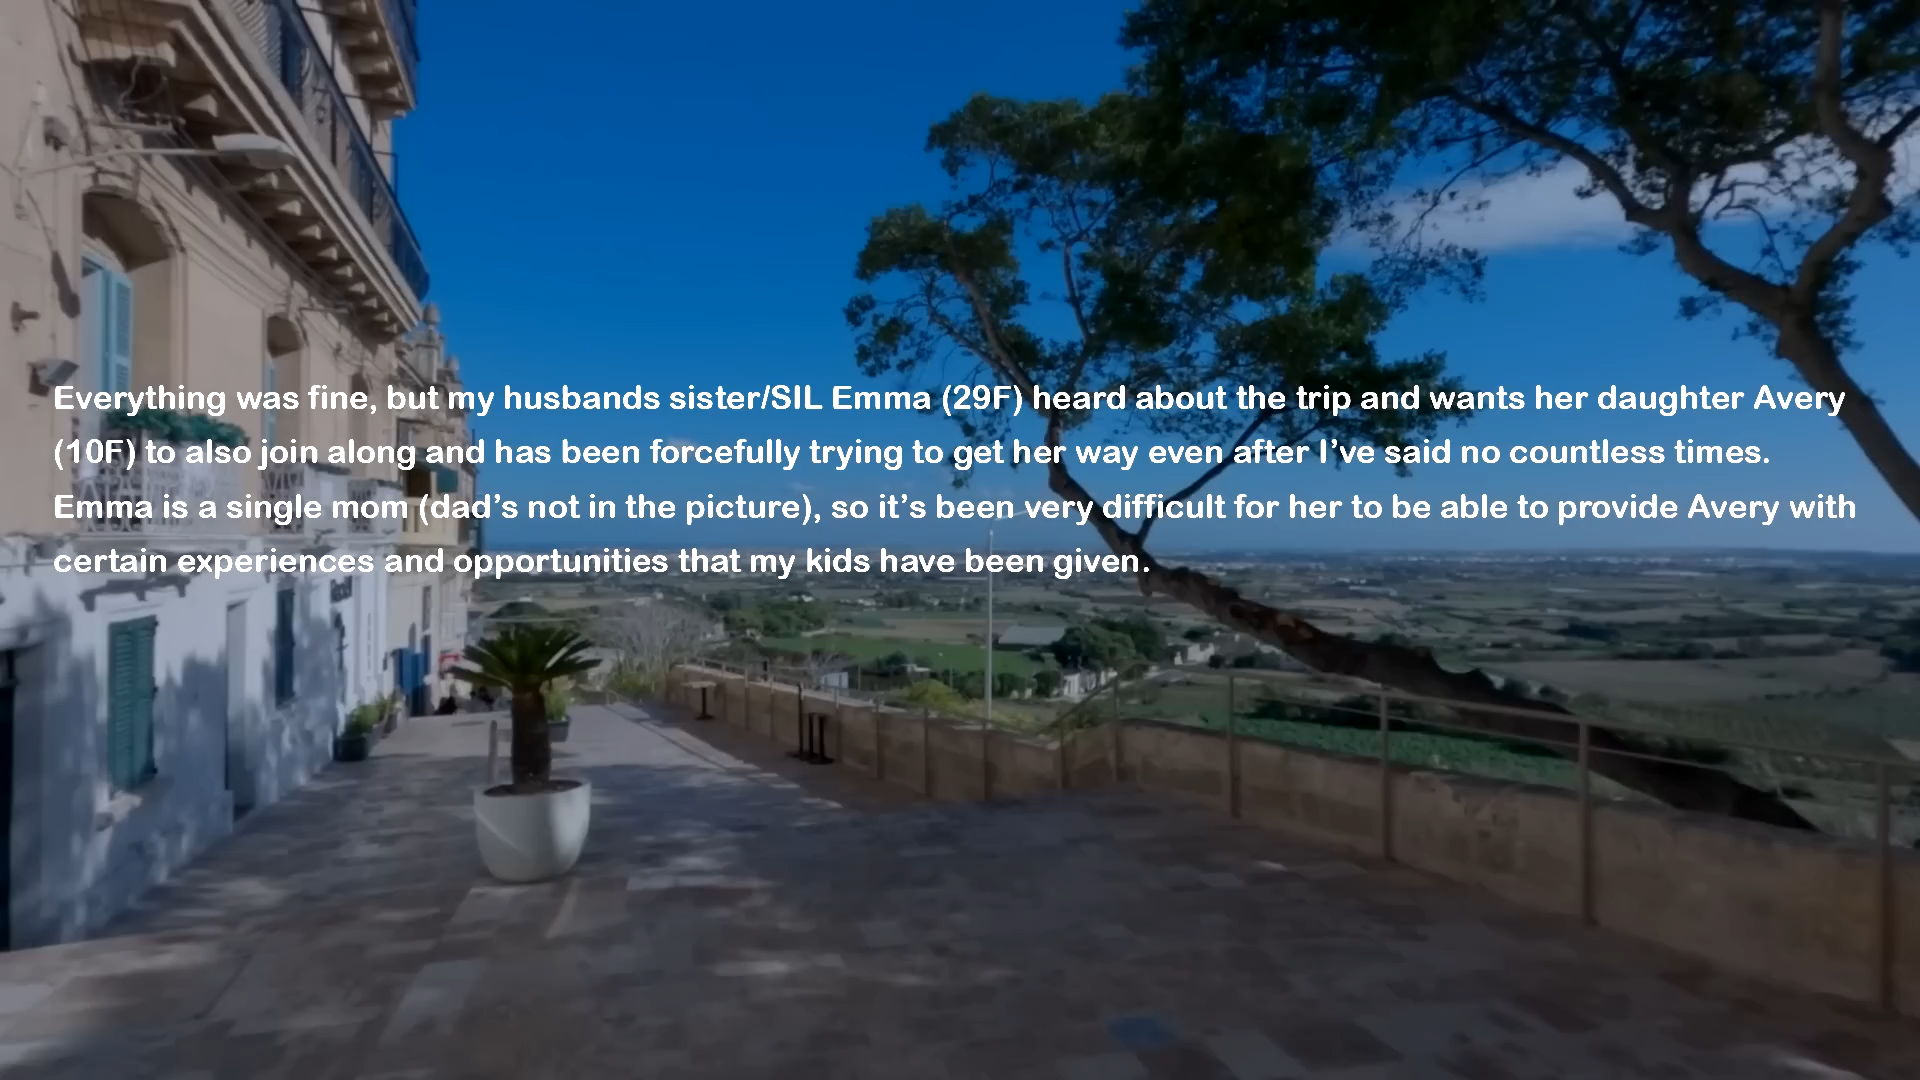 Everything was fine, but my husbands sister/SIL Emma (29F) heard about the trip and wants her daughter Avery
(10F) to also join along and has been forcefully trying to get her way even after I’ve said no countless times.
Emma is a single mom (dad’s not in the picture), so it’s been very difficult for her to be able to provide Avery with
certain experiences and opportunities that my kids have been given.